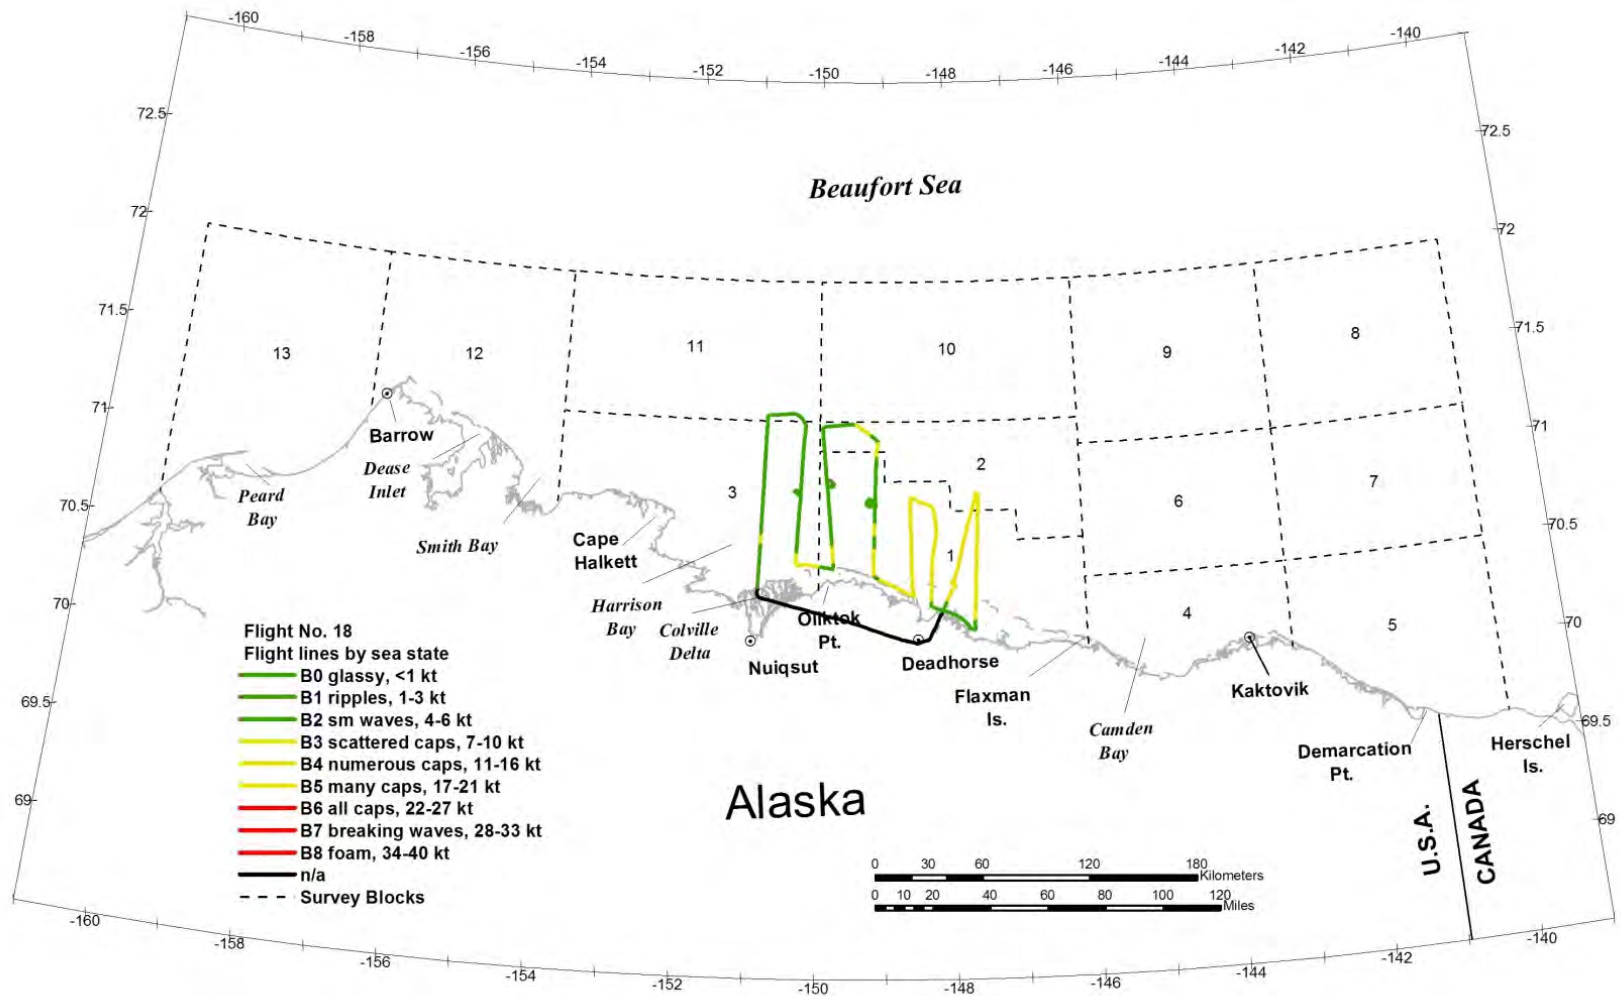 -160
-158
-156
-154
-152
-150
-148
-146
-144
-142
-140
72.5
72.5
Beaufort Sea
72
72
71.5
71.5
13
12
11
10
9
8
71
71
Barrow
Dease
Inlet
Peard
Bay
Smith Bay
3
2
1
6
7
70.5
70.5
Cape
Halkett
Harrison
Bay
Colville
Delta
Oliktok
Pt.
Nuiqsut
Deadhorse
Flaxman
Is.
4
5
70
70
Camden
Bay
Kaktovik
Demarcation
Pt.
Herschel
Is.
69.5
69.5
Flight No. 18
Flight lines by sea state
B0 glassy, <1 kt
B1 ripples, 1-3 kt
B2 sm waves, 4-6 kt
B3 scattered caps, 7-10 kt
B4 numerous caps, 11-16 kt
B5 many caps, 17-21 kt
B6 all caps, 22-27 kt
B7 breaking waves, 28-33 kt
B8 foam, 34-40 kt
n/a
Survey Blocks
Alaska
U.S.A.
CANADA
69
69
0 30 60 120 180
Kilometers
0 10 20 40 60 80 100 120
Miles
-160
-158
-156
-154
-152
-150
-148
-146
-144
-142
-140